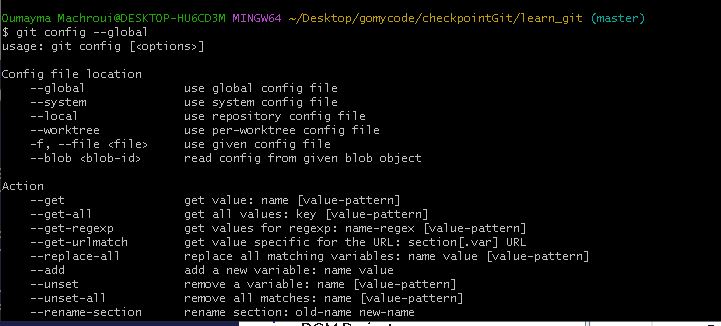 Oumayma Machroui@DESKTOP-HU6CD3M MINGW64 ~/Desktop/gomycode/checkpointGit/learn_git (master)
$ git config --global
usage: git config [<options>]

Config file location
    --global              use global config file
    --system              use system config file
    --local               use repository config file
    --worktree            use per-worktree config file
    -f, --file <file>     use given config file
    --blob <blob-id>      read config from given blob object

Action
    --get                 get value: name [value-pattern]
    --get-all             get all values: key [value-pattern]
    --get-regexp          get values for regexp: name-regex [value-pattern]
    --get-urlmatch        get value specific for the URL: section[.var] URL
    --replace-all         replace all matching variables: name value [value-pattern]
    --add                 add a new variable: name value
    --unset               remove a variable: name [value-pattern]
    --unset-all           remove all matches: name [value-pattern]
    --rename-section      rename section: old-name new-name